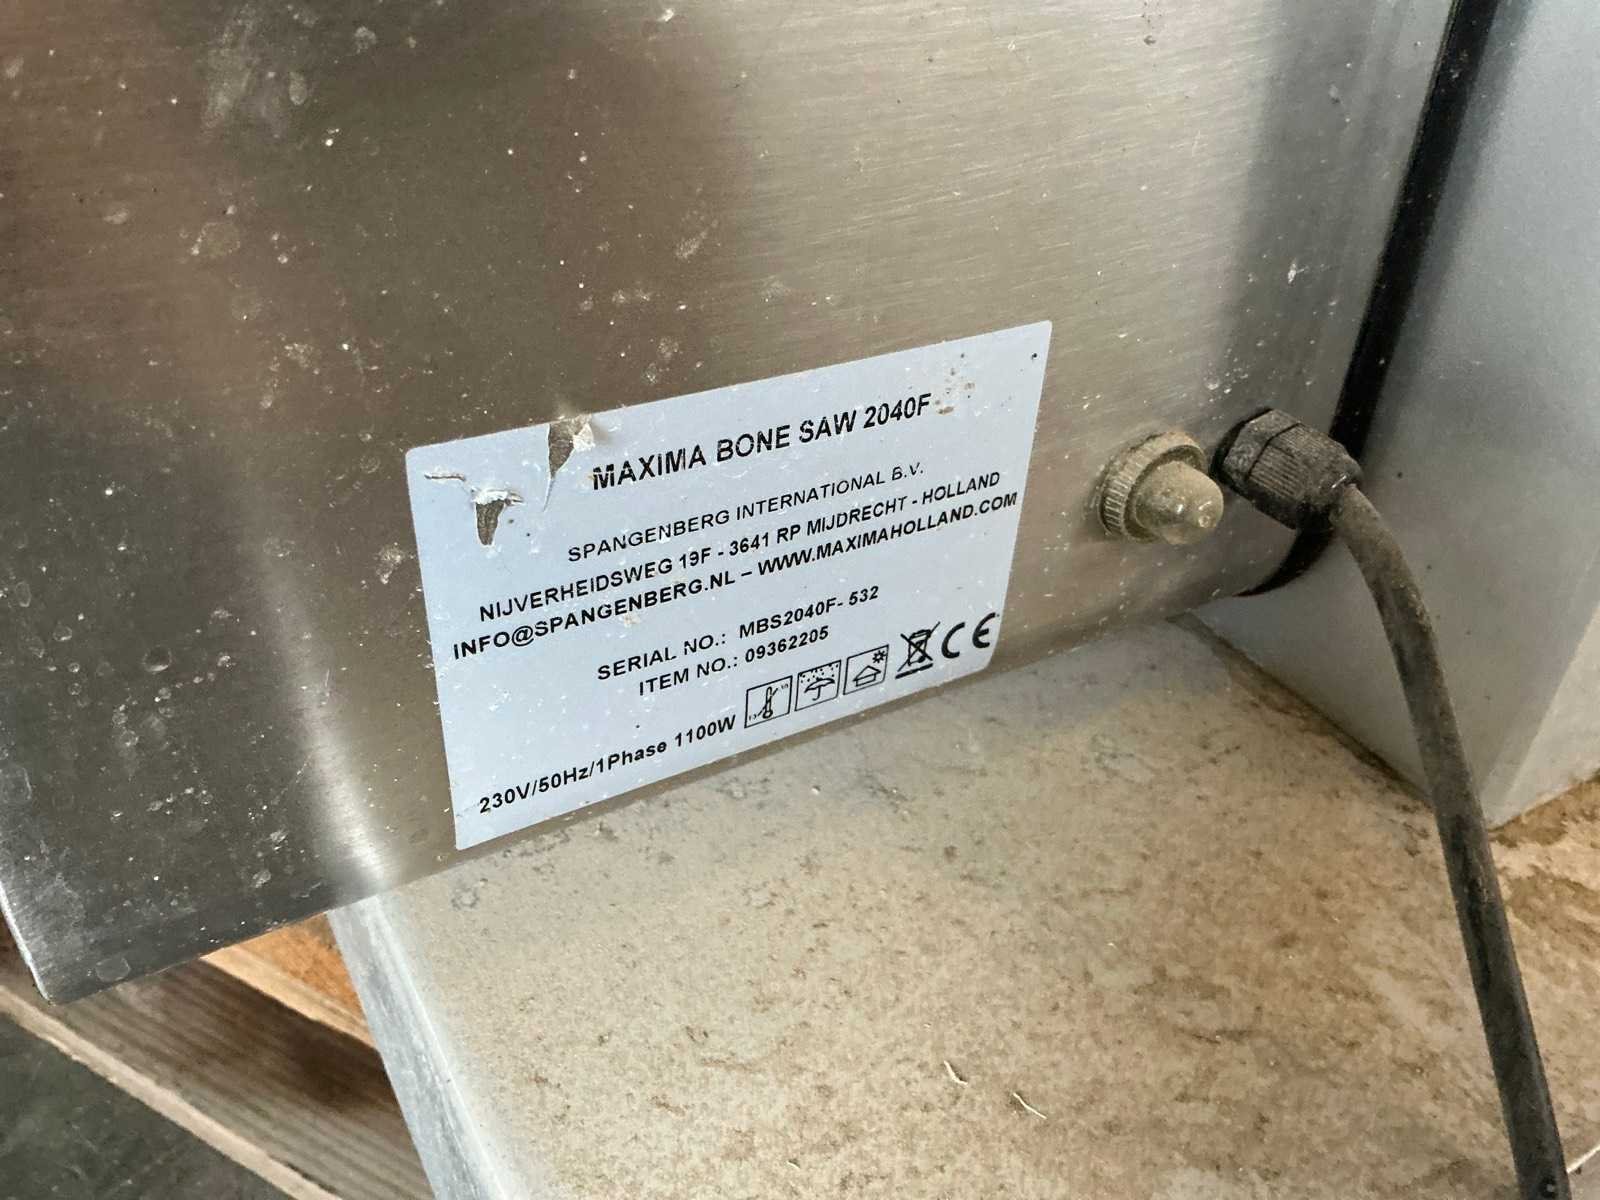 MAXIMA BONE SAW 2040F
SPANGENBERG INTERNATIONAL B.V.
NIJVERHEIDSWEG 19F - 3641 RP MIJDRECHT - HOLLAND
INFO@SPANGENBERG.NL – WWW.MAXIMAHOLLAND.COM
SERIAL NO.: MBS2040F- 532
ITEM NO.: 09362205
230V/50Hz/1Phase 1100W
CE